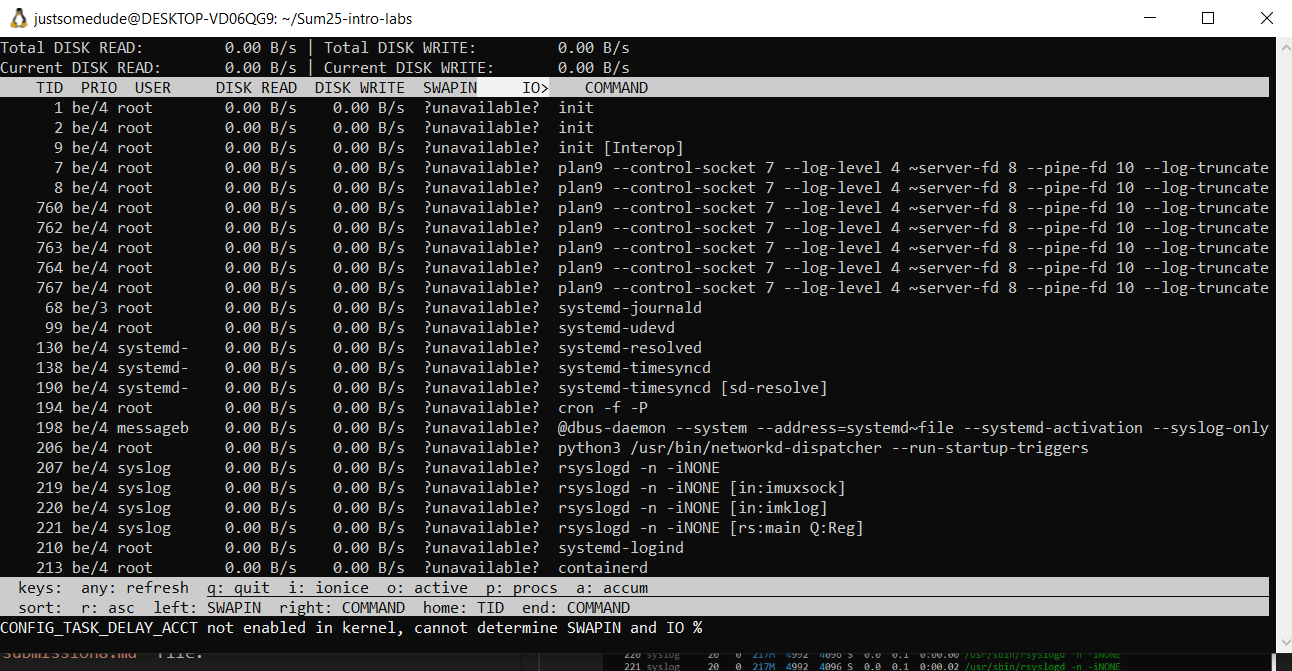 justsomedude@DESKTOP-VD06QG9: ~/Sum25-intro-labs
Total DISK READ:         0.00 B/s | Total DISK WRITE:         0.00 B/s
Current DISK READ:       0.00 B/s | Current DISK WRITE:       0.00 B/s
    TID  PRIO  USER     DISK READ  DISK WRITE  SWAPIN     IO>    COMMAND
      1 be/4 root        0.00 B/s    0.00 B/s  ?unavailable?  init
      2 be/4 root        0.00 B/s    0.00 B/s  ?unavailable?  init
      9 be/4 root        0.00 B/s    0.00 B/s  ?unavailable?  init [Interop]
      7 be/4 root        0.00 B/s    0.00 B/s  ?unavailable?  plan9 --control-socket 7 --log-level 4 ~server-fd 8 --pipe-fd 10 --log-truncate
      8 be/4 root        0.00 B/s    0.00 B/s  ?unavailable?  plan9 --control-socket 7 --log-level 4 ~server-fd 8 --pipe-fd 10 --log-truncate
    760 be/4 root        0.00 B/s    0.00 B/s  ?unavailable?  plan9 --control-socket 7 --log-level 4 ~server-fd 8 --pipe-fd 10 --log-truncate
    762 be/4 root        0.00 B/s    0.00 B/s  ?unavailable?  plan9 --control-socket 7 --log-level 4 ~server-fd 8 --pipe-fd 10 --log-truncate
    763 be/4 root        0.00 B/s    0.00 B/s  ?unavailable?  plan9 --control-socket 7 --log-level 4 ~server-fd 8 --pipe-fd 10 --log-truncate
    764 be/4 root        0.00 B/s    0.00 B/s  ?unavailable?  plan9 --control-socket 7 --log-level 4 ~server-fd 8 --pipe-fd 10 --log-truncate
    767 be/4 root        0.00 B/s    0.00 B/s  ?unavailable?  plan9 --control-socket 7 --log-level 4 ~server-fd 8 --pipe-fd 10 --log-truncate
     68 be/3 root        0.00 B/s    0.00 B/s  ?unavailable?  systemd-journald
     99 be/4 root        0.00 B/s    0.00 B/s  ?unavailable?  systemd-udevd
    130 be/4 systemd-    0.00 B/s    0.00 B/s  ?unavailable?  systemd-resolved
    138 be/4 systemd-    0.00 B/s    0.00 B/s  ?unavailable?  systemd-timesyncd
    190 be/4 systemd-    0.00 B/s    0.00 B/s  ?unavailable?  systemd-timesyncd [sd-resolve]
    194 be/4 root        0.00 B/s    0.00 B/s  ?unavailable?  cron -f -P
    198 be/4 messageb    0.00 B/s    0.00 B/s  ?unavailable?  @dbus-daemon --system --address=systemd~file --systemd-activation --syslog-only
    206 be/4 root        0.00 B/s    0.00 B/s  ?unavailable?  python3 /usr/bin/networkd-dispatcher --run-startup-triggers
    207 be/4 syslog      0.00 B/s    0.00 B/s  ?unavailable?  rsyslogd -n -iNONE
    219 be/4 syslog      0.00 B/s    0.00 B/s  ?unavailable?  rsyslogd -n -iNONE [in:imuxsock]
    220 be/4 syslog      0.00 B/s    0.00 B/s  ?unavailable?  rsyslogd -n -iNONE [in:imklog]
    221 be/4 syslog      0.00 B/s    0.00 B/s  ?unavailable?  rsyslogd -n -iNONE [rs:main Q:Reg]
    210 be/4 root        0.00 B/s    0.00 B/s  ?unavailable?  systemd-logind
    213 be/4 root        0.00 B/s    0.00 B/s  ?unavailable?  containerd
  keys:  any: refresh  q: quit  i: ionice  o: active  p: procs  a: accum
  sort:  r: asc  left: SWAPIN  right: COMMAND  home: TID  end: COMMAND
CONFIG_TASK_DELAY_ACCT not enabled in kernel, cannot determine SWAPIN and IO %
submission8.md file.
220 syslog 20 0 217M 4992 4096 S 0.0 0.1 0:00.00 /usr/sbin/rsyslogd -n -iNONE
221 syslog 20 0 217M 4992 4096 S 0.0 0.1 0:00.02 /usr/sbin/rsyslogd -n -iNONE